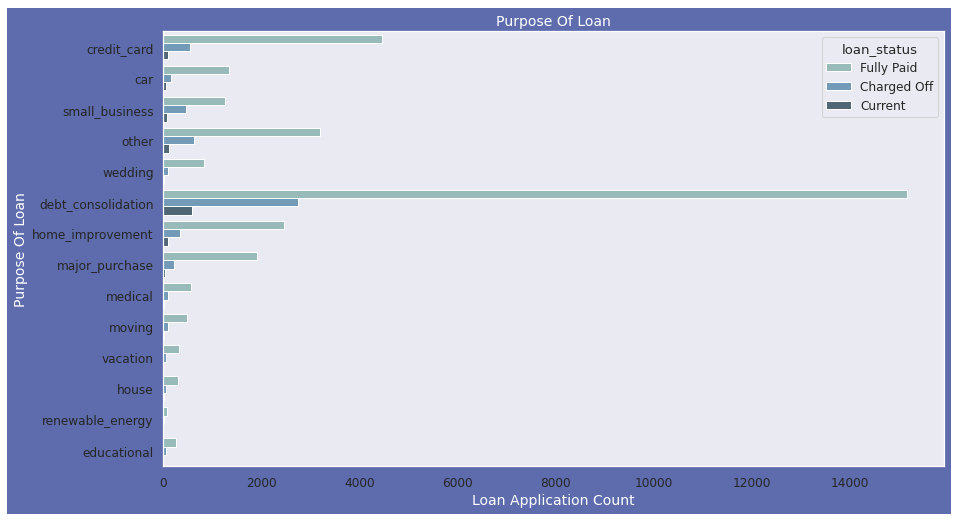 Purpose Of Loan
loan_status
Fully Paid
Charged Off
Current
Purpose Of Loan
credit_card
car
small_business
other
wedding
debt_consolidation
home_improvement
major_purchase
medical
moving
vacation
house
renewable_energy
educational
0 2000 4000 6000 8000 10000 12000 14000
Loan Application Count